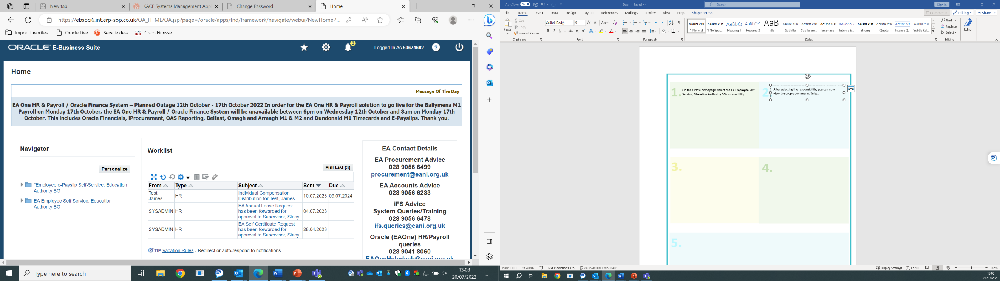 New tab
KACE Systems Management App
Change Password
Home
https://ebsoci6.int.erp-sop.co.uk/OA_HTML/OA.jsp?page=/oracle/apps/fnd/framework/navigate/webui/NewHomeP...
Import favorites
Oracle Live
Servcie desk
Cisco Finesse
ORACLE E-Business Suite
3
Logged In As 50674682
Home
Message Of The Day
EA One HR & Payroll / Oracle Finance System – Planned Outage 12th October - 17th October 2022 In order for the EA One HR & Payroll solution to go live for the Ballymena M1
Payroll on Monday 17th October, the EA One HR & Payroll / Oracle Finance System will be unavailable between 6pm on Wednesday 12th October and 8am on Monday 17th
October. This includes Oracle Financials, iProcurement, OAS Reporting, Belfast, Omagh and Armagh M1 & M2 and Dundonald M1 Timecards and E-Payslips. Thank you.
Navigator
Personalize
*Employee e-Payslip Self-Service, Education
Authority BG
EA Employee Self Service, Education
Authority BG
Worklist
Full List (3)
From Type Subject Sent Due
Test, James HR Individual Compensation Distribution for Test, James 10.07.2023 09.07.2024
SYSADMIN HR EA Annual Leave Request has been forwarded for approval to Supervisor, Stacy 04.07.2023
SYSADMIN HR EA Self Certificate Request has been forwarded for approval to Supervisor, Stacy 28.04.2023
TIP Vacation Rules - Redirect or auto-respond to notifications.
EA Contact Details
EA Procurement Advice
028 9056 6499
procurement@eani.org.uk
EA Accounts Advice
028 9056 6233
iFS Advice
System Queries/Training
028 9056 6478
ifs.queries@eani.org.uk
Oracle (EAOne) HR/Payroll
queries
028 9041 8060
EAOneHelpdesk@eani.org.uk
Type here to search
13:08
20/07/2023
AutoSave On
Doc1 • Saved
Search
Sign in
File Home Insert Draw Design Layout References Mailings Review View Help Shape Format
Comments Editing Share
Paste
Cut
Copy
Format Painter
Clipboard
Calibri (Body) 9
Font
Paragraph
¶ Normal ¶ No Spac... Heading 1 Heading 2 Title Subtitle Subtle Em... Emphasis Intense E... Strong Quote Intense Q... Subtle Ref...
Styles
Find
Replace
Select
Editing
Editor
1. On the Oracle homepage, select the EA Employee Self
Service, Education Authority BG responsibility.
2. After selecting the responsibility, you can now
view the drop-down menu. Select
3.
4.
5.
Page 1 of 1 26 words Text Predictions: On Accessibility: Investigate
Display Settings Focus 105%
13:08
20/07/2023